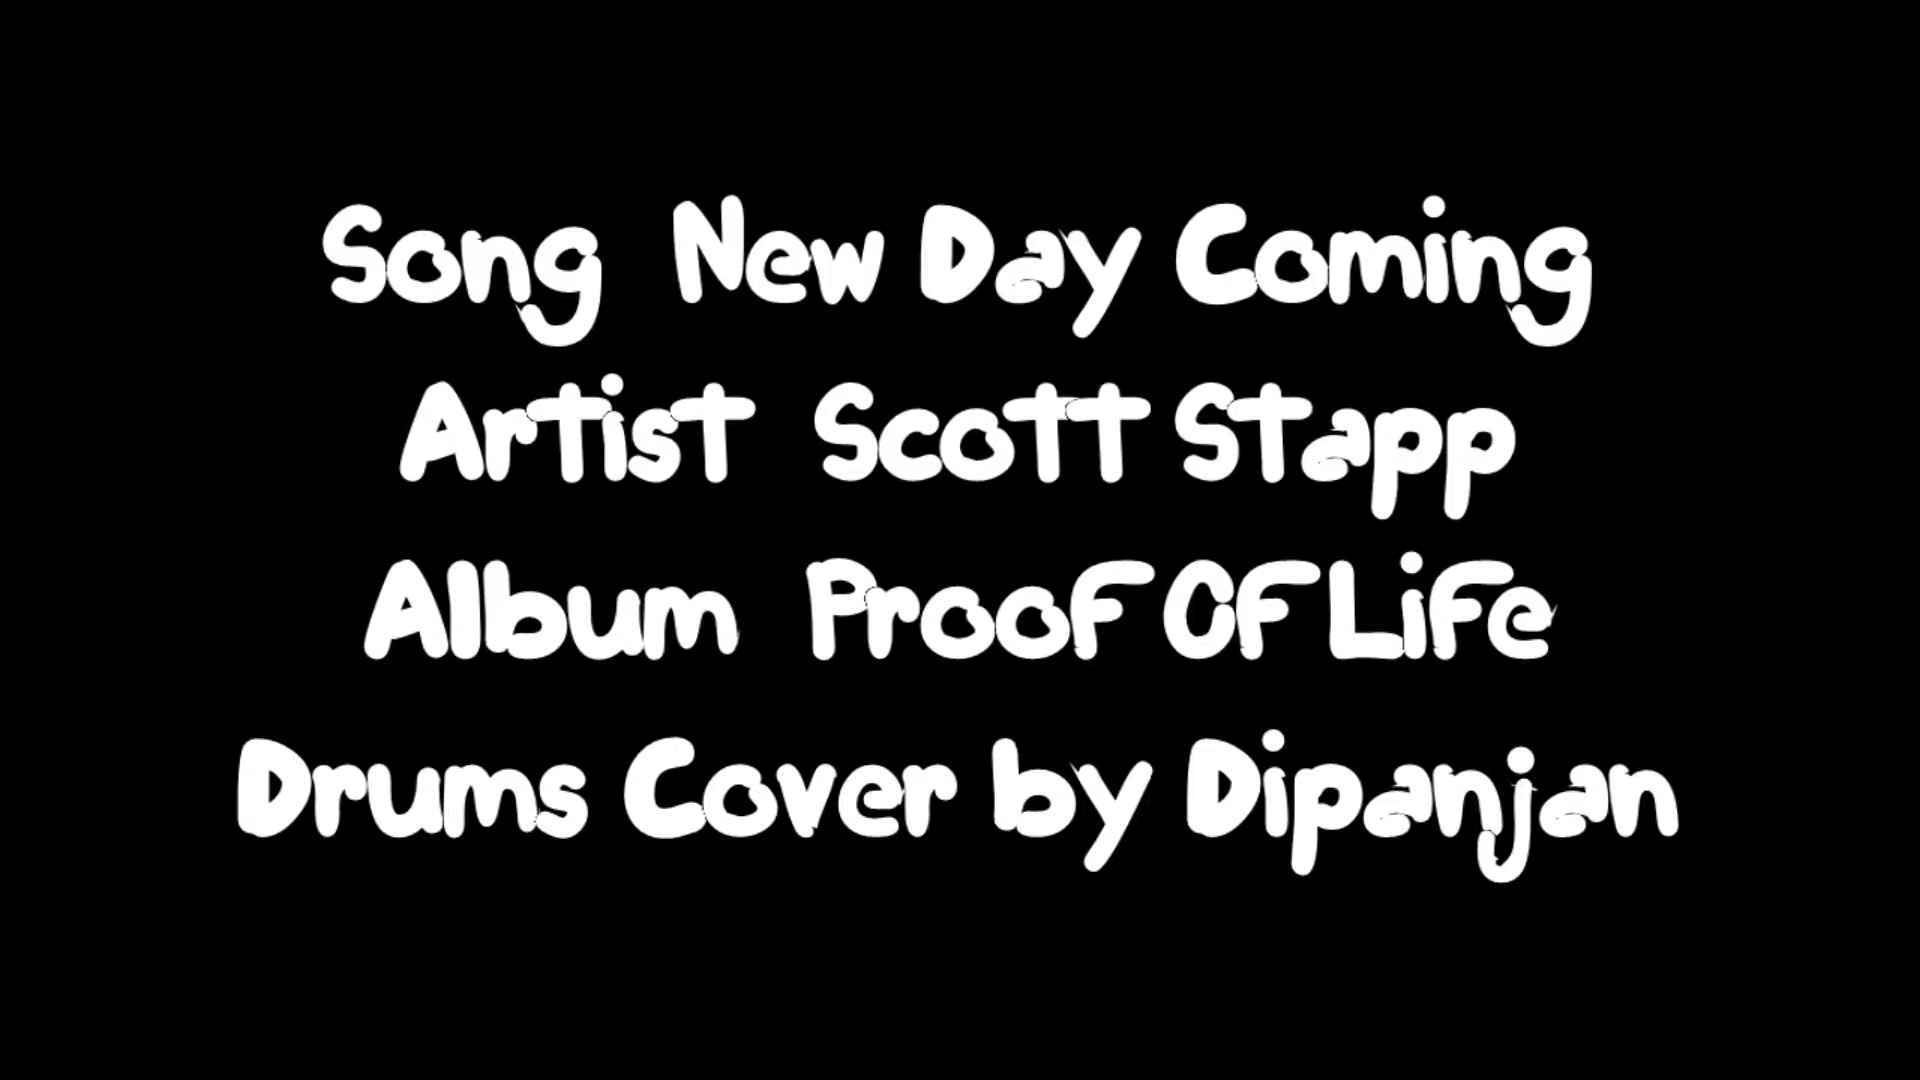 Song New Day Coming
Artist Scott Stapp
Album Proof Of Life
Drums Cover by Dipanjan